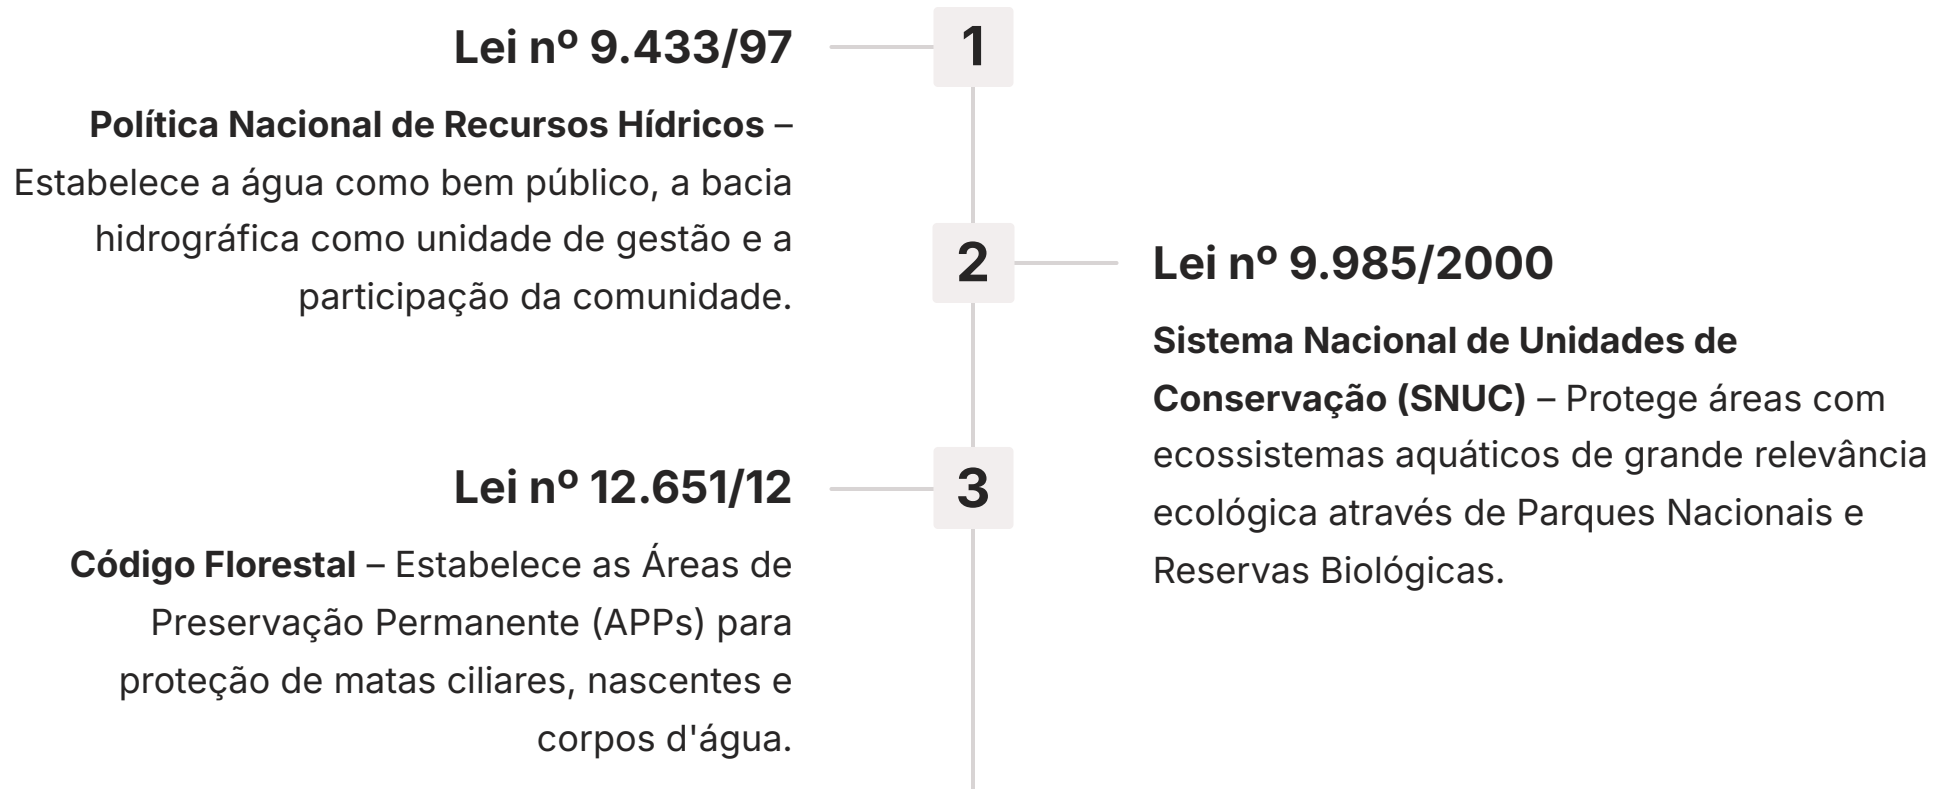 1
Lei nº 9.433/97
Política Nacional de Recursos Hídricos –
Estabelece a água como bem público, a bacia
hidrográfica como unidade de gestão e a
participação da comunidade.
2
Lei nº 9.985/2000
Sistema Nacional de Unidades de
Conservação (SNUC) – Protege áreas com
ecossistemas aquáticos de grande relevância
ecológica através de Parques Nacionais e
Reservas Biológicas.
3
Lei nº 12.651/12
Código Florestal – Estabelece as Áreas de
Preservação Permanente (APPs) para
proteção de matas ciliares, nascentes e
corpos d'água.